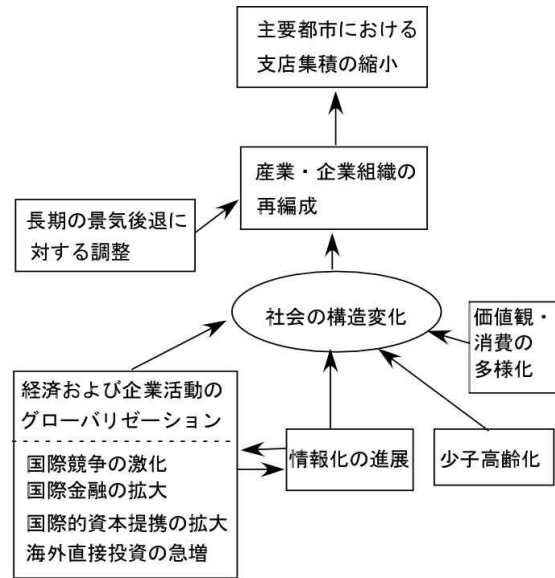 主要都市における
支店集積の縮小
産業・企業組織の
再編成
長期の景気後退に
対する調整
社会の構造変化
価値観・
消費の
多様化
経済および企業活動の
グローバリゼーション
国際競争の激化
国際金融の拡大
国際的資本提携の拡大
海外直接投資の急増
情報化の進展
少子高齢化